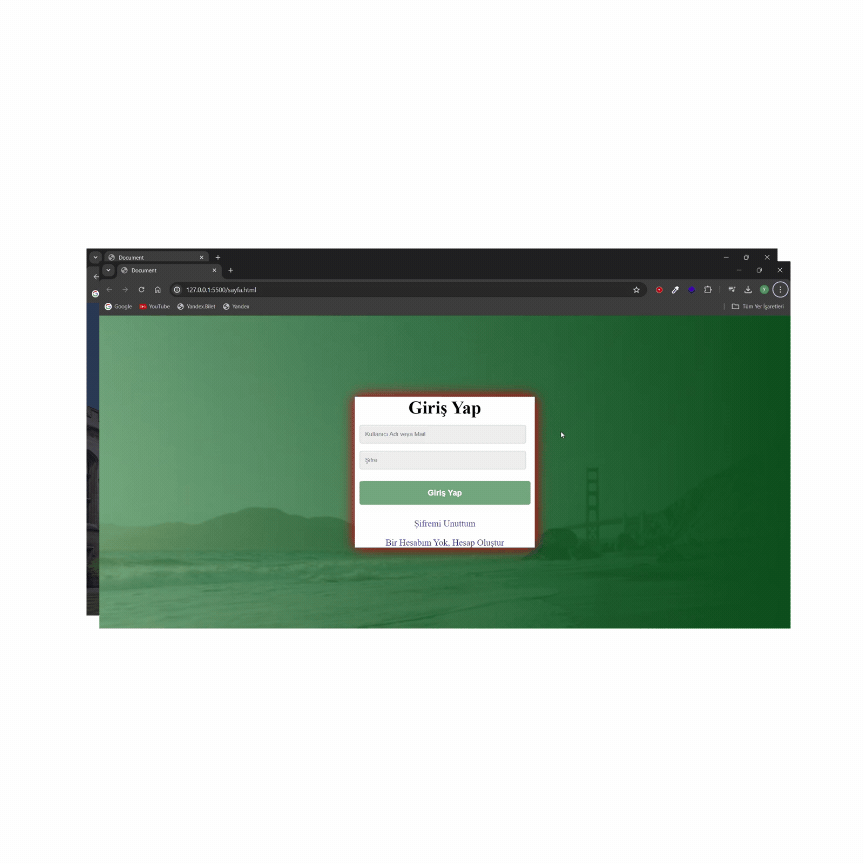 Document
Document
127.0.0.1:5500/sayfa.html
Google YouTube Yandex.Bilet Yandex Tüm Yer İşaretleri
Giriş Yap
Kullanıcı Adı veya Mail
Şifre
Giriş Yap
Şifremi Unuttum
Bir Hesabım Yok, Hesap Oluştur